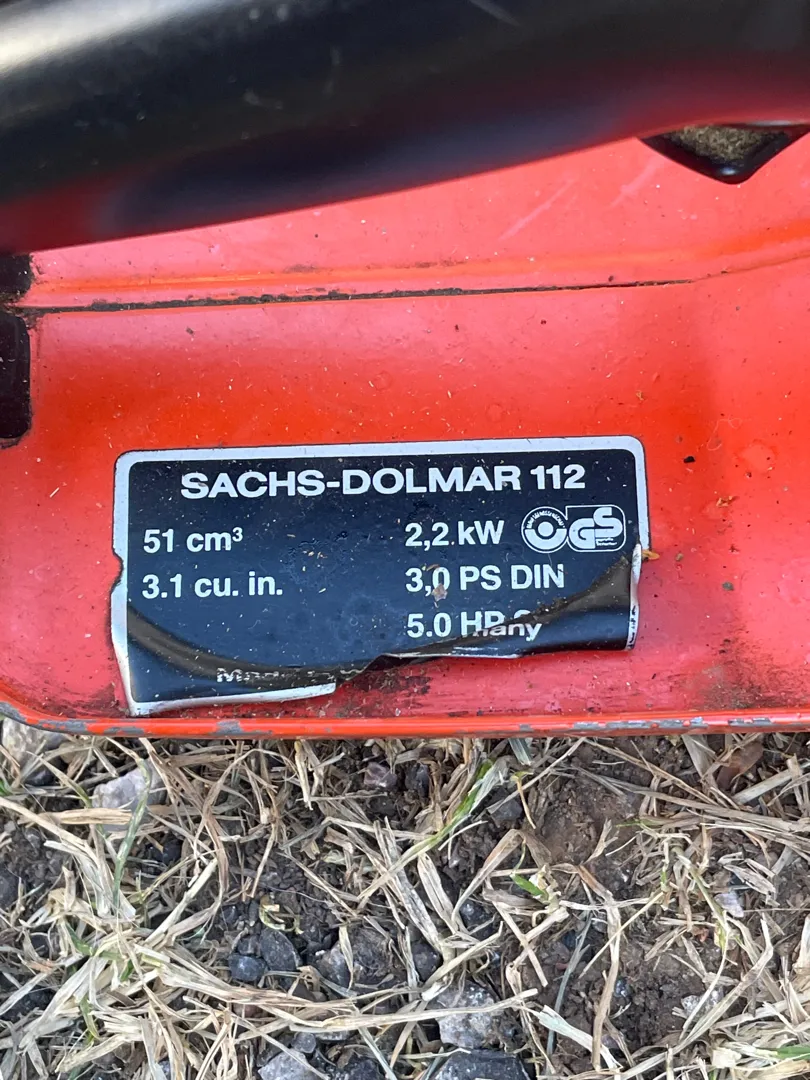 SACHS-DOLMAR 112
51 cm³ 2,2 kW GS
3.1 cu. in. 3,0 PS DIN
5.0 HP
many